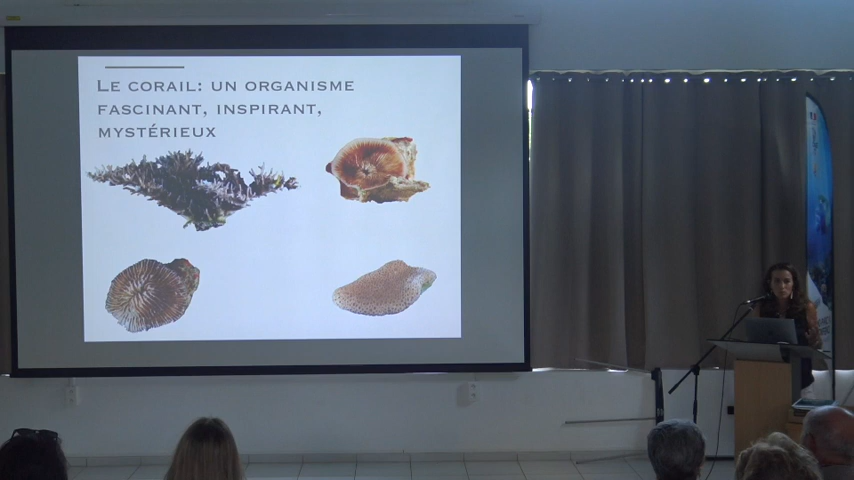 Le corail: un organisme
fascinant, inspirant,
mystérieux